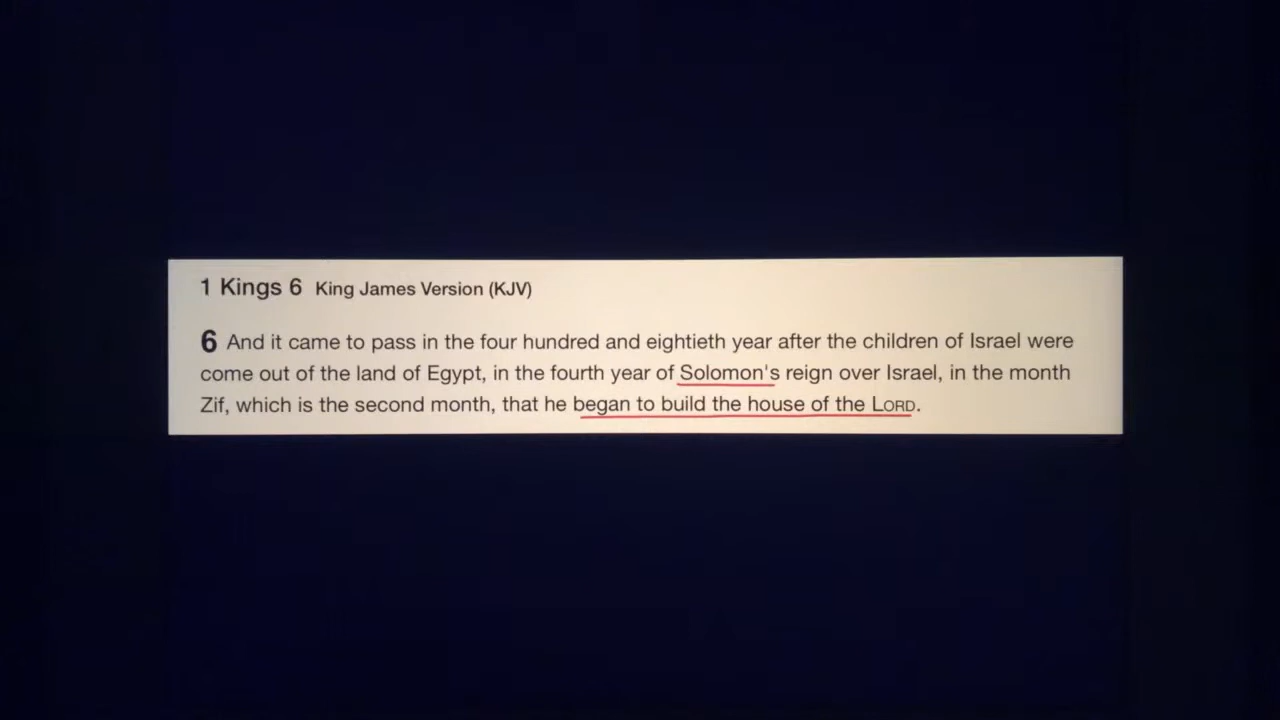 1 Kings 6 King James Version (KJV)
6 And it came to pass in the four hundred and eightieth year after the children of Israel were
come out of the land of Egypt, in the fourth year of Solomon's reign over Israel, in the month
Zif, which is the second month, that he began to build the house of the LORD.